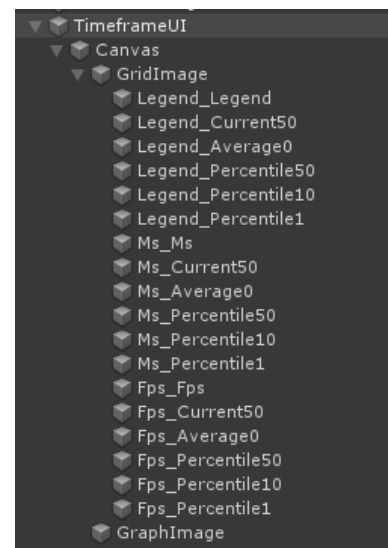 TimeframeUI
Canvas
GridImage
Legend_Legend
Legend_Current50
Legend_Average0
Legend_Percentile50
Legend_Percentile10
Legend_Percentile1
Ms_Ms
Ms_Current50
Ms_Average0
Ms_Percentile50
Ms_Percentile10
Ms_Percentile1
Fps_Fps
Fps_Current50
Fps_Average0
Fps_Percentile50
Fps_Percentile10
Fps_Percentile1
GraphImage